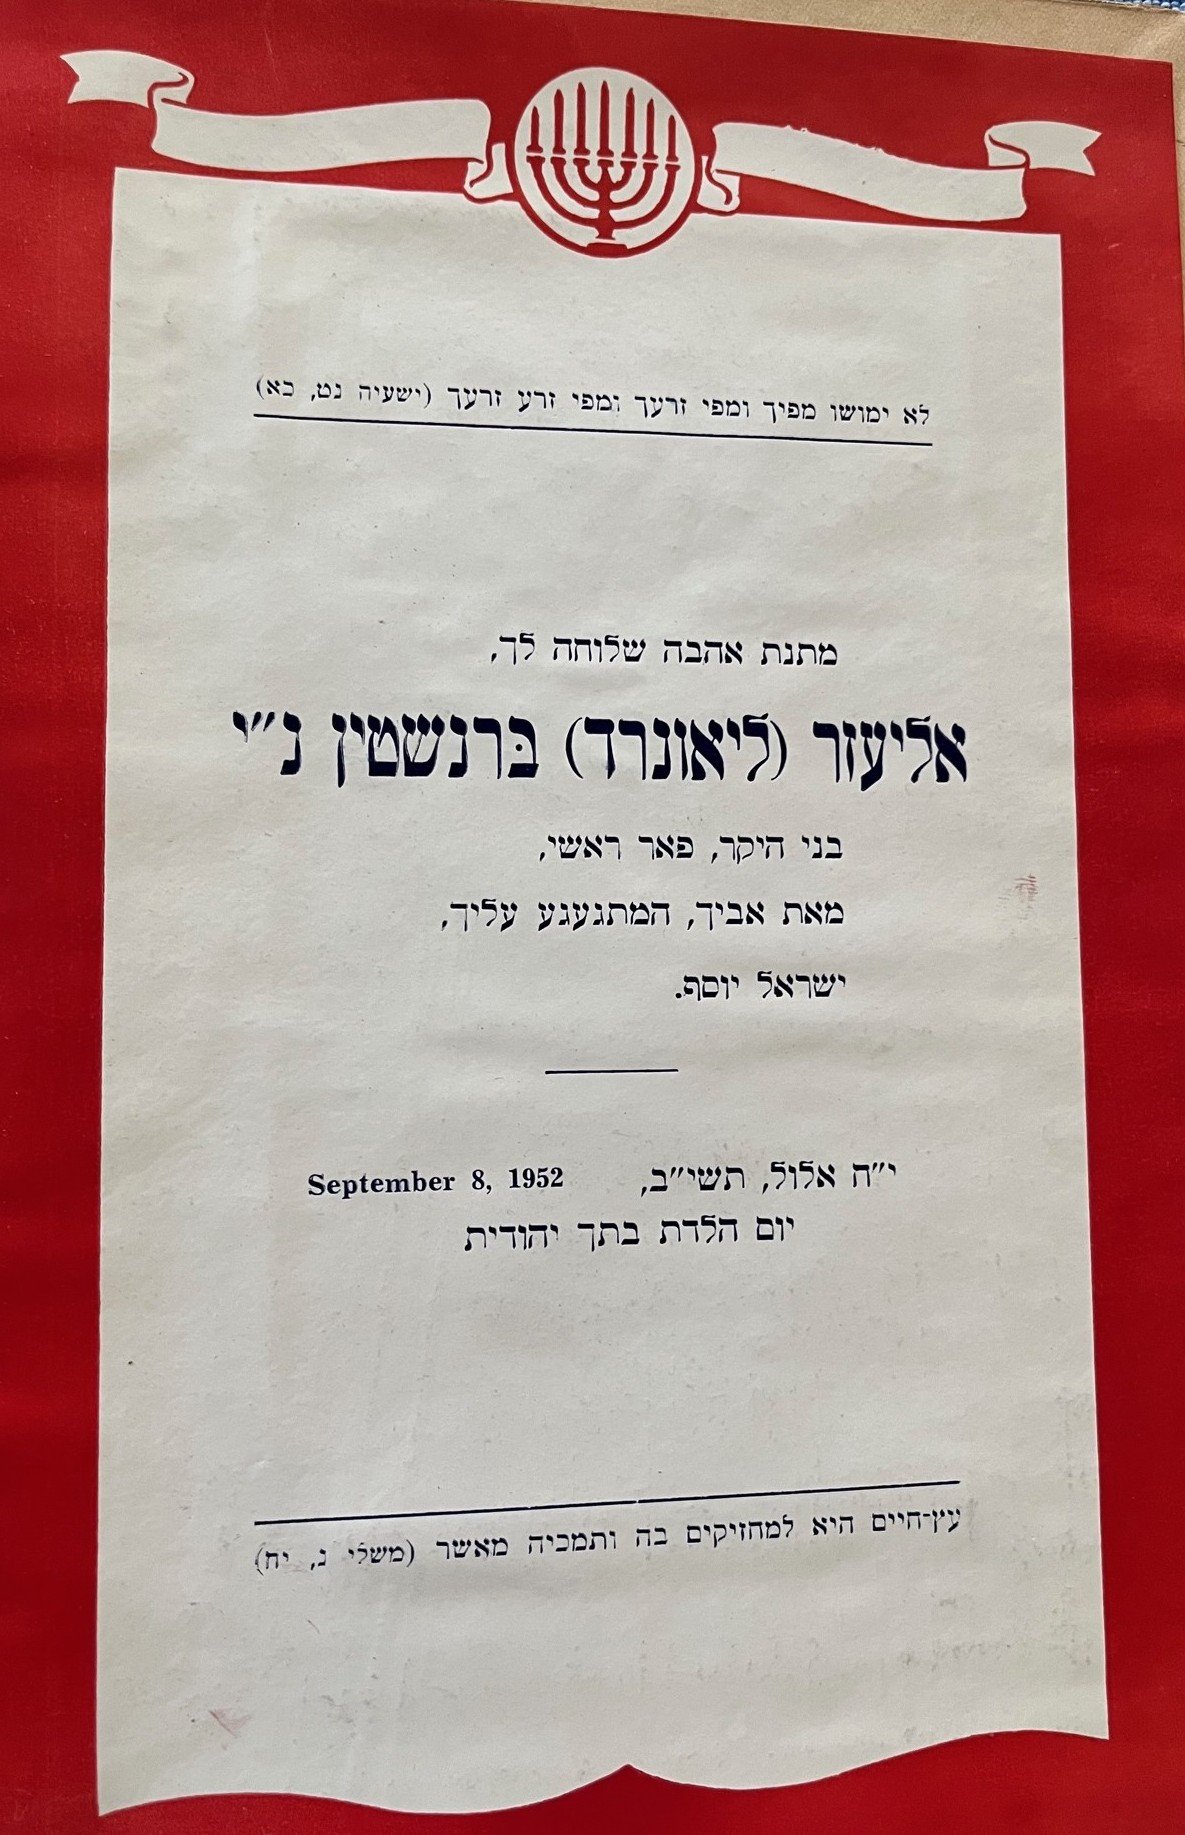 לא ימושו מפיך ומפי זרעך ומפי זרע זרעך (ישעיה נט, כא)
מתנת אהבה שלוחה לך,
אליעזר (ליאונרד) ברנשטין נ״י
בני היקר, פאר ראשי,
מאת אביך, המתגעגע עליך,
ישראל יוסף.
י״ח אלול, תשי״ב, September 8, 1952
יום הלדת בתך יהודית
עץ־חיים היא למחזיקים בה ותמכיה מאשר (משלי ג, יח)